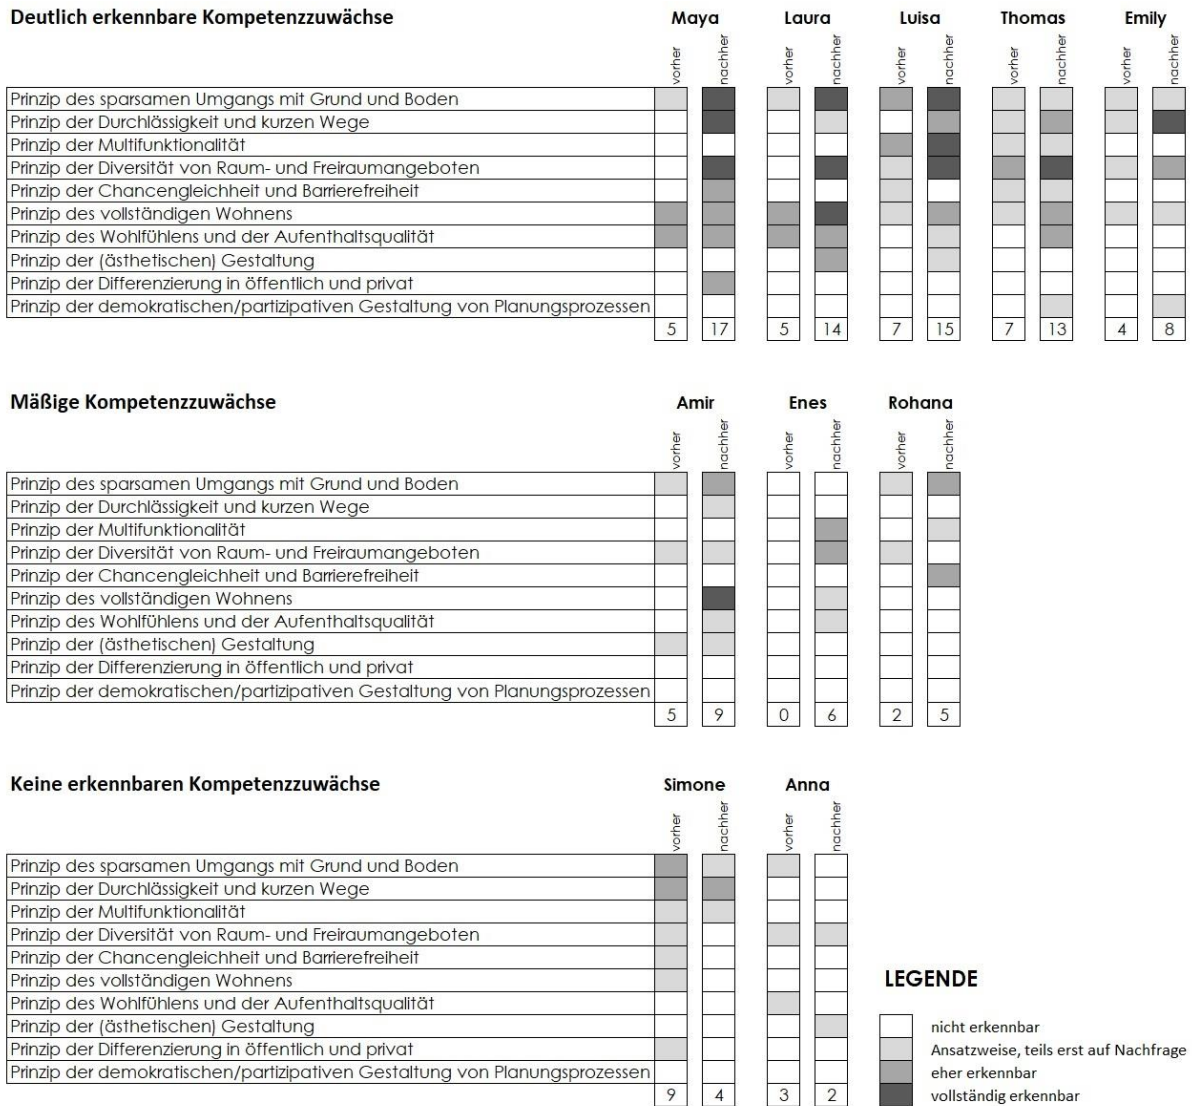 Deutlich erkennbare Kompetenzzuwächse Maya Laura Luisa Thomas Emily
vorher nachher vorher nachher vorher nachher vorher nachher vorher nachher
Prinzip des sparsamen Umgangs mit Grund und Boden
Prinzip der Durchlässigkeit und kurzen Wege
Prinzip der Multifunktionalität
Prinzip der Diversität von Raum- und Freiraumangeboten
Prinzip der Chancengleichheit und Barrierefreiheit
Prinzip des vollständigen Wohnens
Prinzip des Wohlfühlens und der Aufenthaltsqualität
Prinzip der (ästhetischen) Gestaltung
Prinzip der Differenzierung in öffentlich und privat
Prinzip der demokratischen/partizipativen Gestaltung von Planungsprozessen
5 17 5 14 7 15 7 13 4 8
Mäßige Kompetenzzuwächse Amir Enes Rohana
vorher nachher vorher nachher vorher nachher
Prinzip des sparsamen Umgangs mit Grund und Boden
Prinzip der Durchlässigkeit und kurzen Wege
Prinzip der Multifunktionalität
Prinzip der Diversität von Raum- und Freiraumangeboten
Prinzip der Chancengleichheit und Barrierefreiheit
Prinzip des vollständigen Wohnens
Prinzip des Wohlfühlens und der Aufenthaltsqualität
Prinzip der (ästhetischen) Gestaltung
Prinzip der Differenzierung in öffentlich und privat
Prinzip der demokratischen/partizipativen Gestaltung von Planungsprozessen
5 9 0 6 2 5
Keine erkennbaren Kompetenzzuwächse Simone Anna
vorher nachher vorher nachher
Prinzip des sparsamen Umgangs mit Grund und Boden
Prinzip der Durchlässigkeit und kurzen Wege
Prinzip der Multifunktionalität
Prinzip der Diversität von Raum- und Freiraumangeboten
Prinzip der Chancengleichheit und Barrierefreiheit
Prinzip des vollständigen Wohnens
Prinzip des Wohlfühlens und der Aufenthaltsqualität
Prinzip der (ästhetischen) Gestaltung
Prinzip der Differenzierung in öffentlich und privat
Prinzip der demokratischen/partizipativen Gestaltung von Planungsprozessen
9 4 3 2
LEGENDE
nicht erkennbar
Ansatzweise, teils erst auf Nachfrage
eher erkennbar
vollständig erkennbar